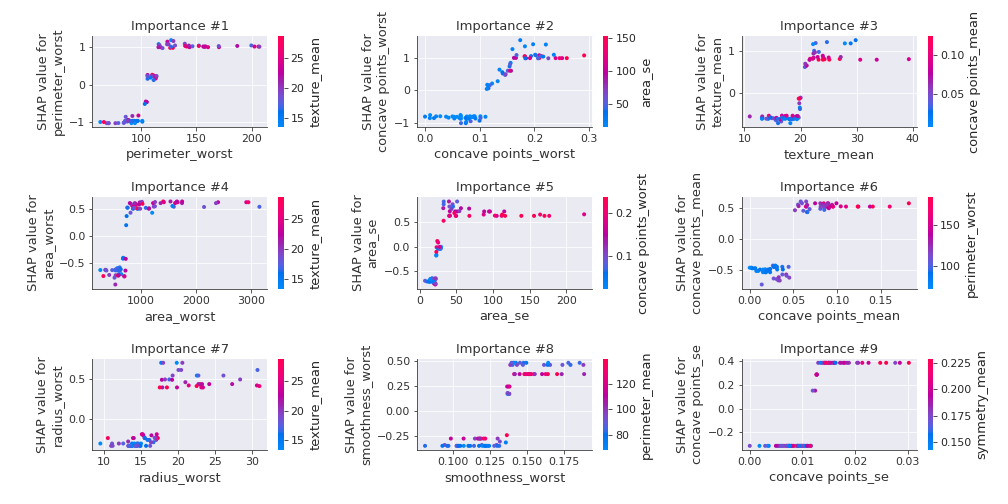 Importance #1
SHAP value for
perimeter_worst
1
0
−1
100
150
200
perimeter_worst
25
20
15
texture_mean
Importance #2
SHAP value for
concave points_worst
1
0
−1
0.0
0.1
0.2
0.3
concave points_worst
150
100
50
area_se
Importance #3
SHAP value for
texture_mean
1
0
10
20
30
40
texture_mean
0.10
0.05
concave points_mean
Importance #4
SHAP value for
area_worst
0.5
0.0
−0.5
1000
2000
3000
area_worst
25
20
15
texture_mean
Importance #5
SHAP value for
area_se
0.5
0.0
−0.5
0
50
100
150
200
area_se
0.2
0.1
concave points_worst
Importance #6
SHAP value for
concave points_mean
0.5
0.0
−0.5
0.00
0.05
0.10
0.15
concave points_mean
150
100
perimeter_worst
Importance #7
SHAP value for
radius_worst
0.5
0.0
10
15
20
25
30
radius_worst
25
20
15
texture_mean
Importance #8
SHAP value for
smoothness_worst
0.50
0.25
0.00
−0.25
0.100
0.125
0.150
0.175
smoothness_worst
120
100
80
perimeter_mean
Importance #9
SHAP value for
concave points_se
0.4
0.2
0.0
−0.2
0.00
0.01
0.02
0.03
concave points_se
0.225
0.200
0.175
0.150
symmetry_mean